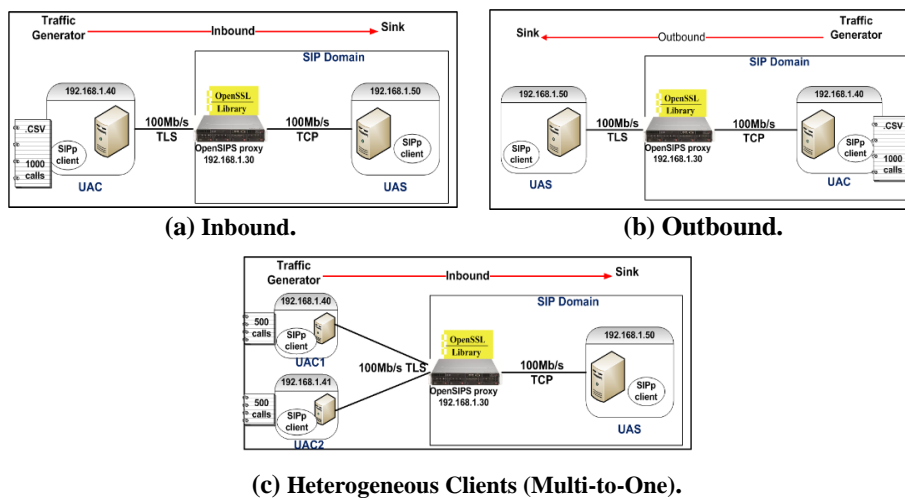 Traffic
Generator
Inbound
Sink
SIP Domain
192.168.1.40
OpenSSL
Library
192.168.1.50
.CSV
1000
calls
SIPp
client
100Mb/s
TLS
100Mb/s
TCP
OpenSIPS proxy
192.168.1.30
SIPp
client
UAC
UAS
(a) Inbound.
Sink
Outbound
Traffic
Generator
SIP Domain
192.168.1.50
OpenSSL
Library
192.168.1.40
SIPp
client
100Mb/s
TLS
100Mb/s
TCP
OpenSIPS proxy
192.168.1.30
SIPp
client
.CSV
1000
calls
UAS
UAC
(b) Outbound.
Traffic
Generator
Inbound
Sink
SIP Domain
192.168.1.40
500
calls
SIPp
client
UAC1
192.168.1.41
500
calls
SIPp
client
UAC2
100Mb/s TLS
OpenSSL
Library
OpenSIPS proxy
192.168.1.30
100Mb/s
TCP
192.168.1.50
SIPp
client
UAS
(c) Heterogeneous Clients (Multi-to-One).